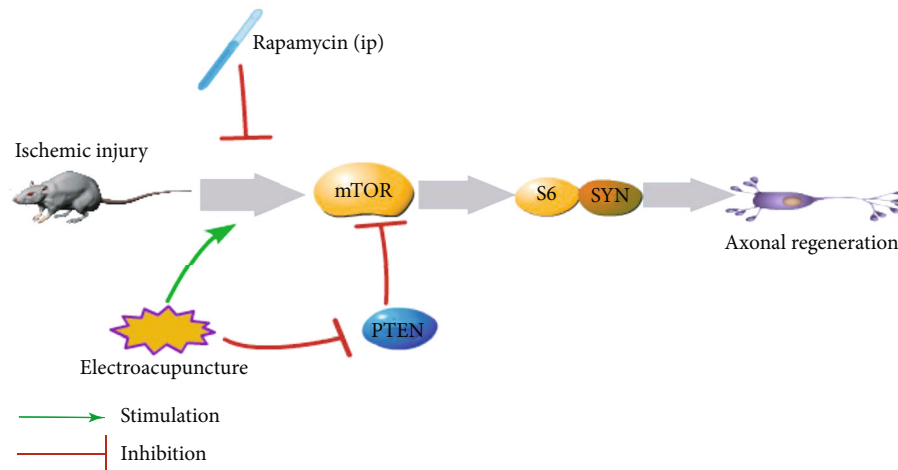 Rapamycin (ip)
Ischemic injury
mTOR
S6
SYN
Axonal regeneration
PTEN
Electroacupuncture
Stimulation
Inhibition